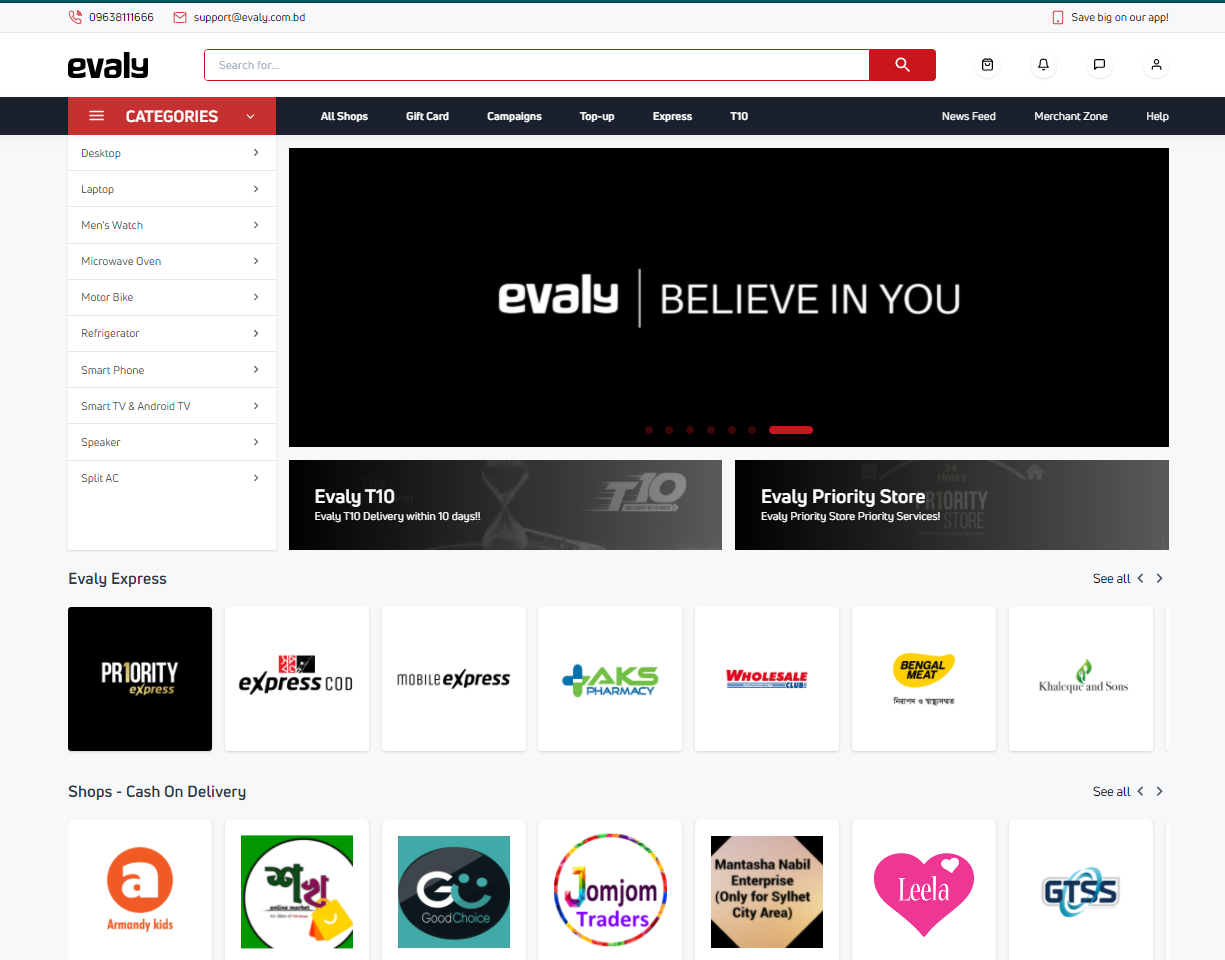 09638111666
support@evaly.com.bd
Save big on our app!
evaly
Search for...
CATEGORIES
All Shops
Gift Card
Campaigns
Top-up
Express
T10
News Feed
Merchant Zone
Help
Desktop
Laptop
Men's Watch
Microwave Oven
Motor Bike
Refrigerator
Smart Phone
Smart TV & Android TV
Speaker
Split AC
evaly
BELIEVE IN YOU
Evaly T10
Evaly T10 Delivery within 10 days!!
T10
DELIVERY IN 10 DAYS
Evaly Priority Store
Evaly Priority Store Priority Services!
24
Hours
PR1ORITY
STORE
Evaly Express
See all
PR1ORITY
express
express COD
MOBILE express
AKS
PHARMACY
WHOLESALE
CLUB
BENGAL
MEAT
নিরাপদ ও স্বাস্থ্যসম্মত
Khaleque and Sons
Shops - Cash On Delivery
See all
a
Armandy kids
শখ
online market
GC
GoodChoice
Jomjom
Traders
Mantasha Nabil
Enterprise
(Only for Sylhet
City Area)
Leela
GTSS